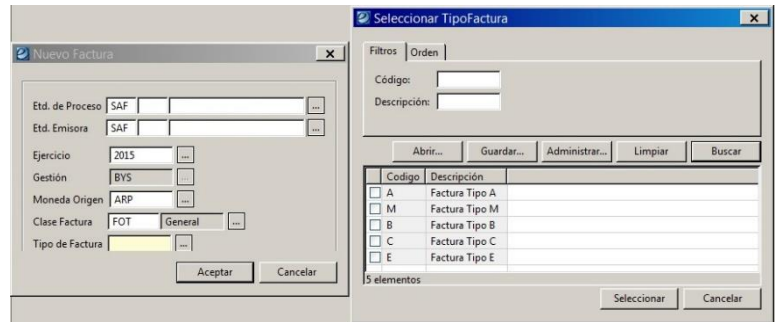 Nuevo Factura
Etd. de Proceso SAF ...
Etd. Emisora SAF ...
Ejercicio 2015 ...
Gestión BYS ...
Moneda Origen ARP ...
Clase Factura FOT General ...
Tipo de Factura ...
Aceptar Cancelar
Seleccionar TipoFactura
Filtros Orden
Código:
Descripción:
Abrir... Guardar... Administrar... Limpiar Buscar
Codigo Descripción
A Factura Tipo A
M Factura Tipo M
B Factura Tipo B
C Factura Tipo C
E Factura Tipo E
5 elementos
Seleccionar Cancelar